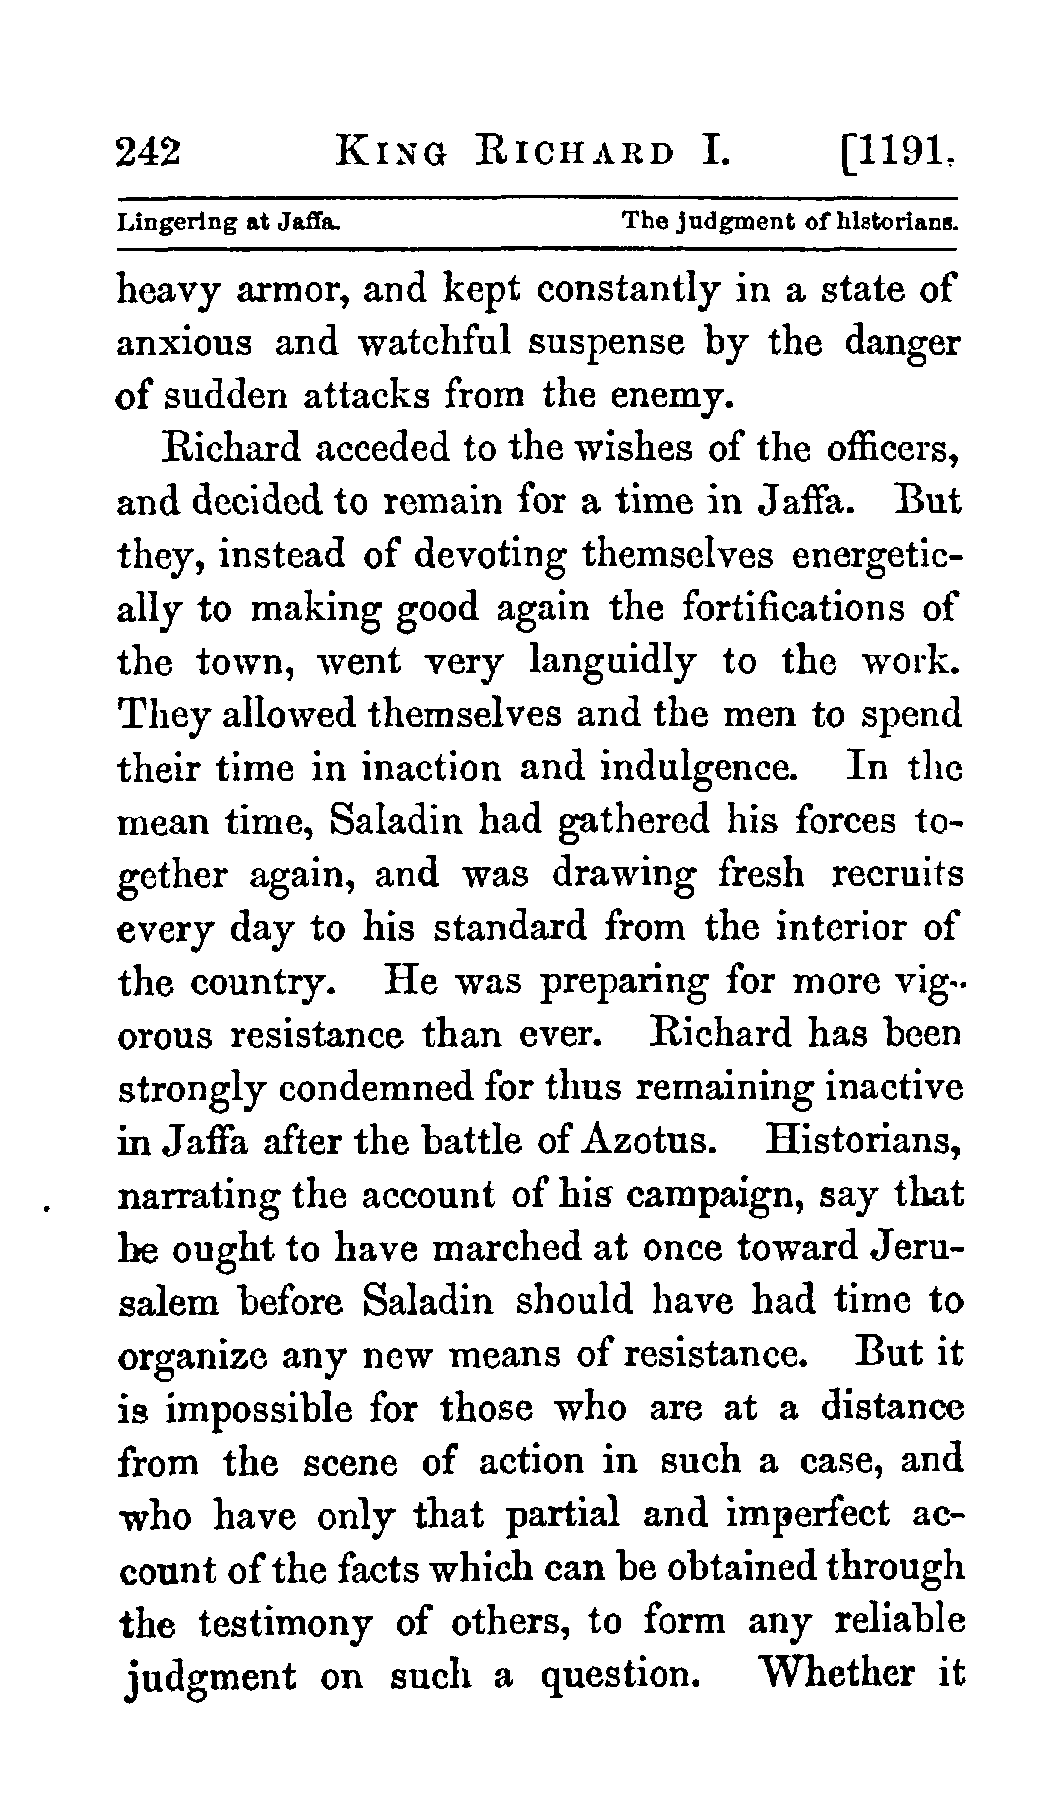 242 KING RICHARD I. [1191.
Lingering at Jaffa. The judgment of historians.
heavy armor, and kept constantly in a state of
anxious and watchful suspense by the danger
of sudden attacks from the enemy.
Richard acceded to the wishes of the officers,
and decided to remain for a time in Jaffa. But
they, instead of devoting themselves energetic-
ally to making good again the fortifications of
the town, went very languidly to the work.
They allowed themselves and the men to spend
their time in inaction and indulgence. In the
mean time, Saladin had gathered his forces to-
gether again, and was drawing fresh recruits
every day to his standard from the interior of
the country. He was preparing for more vig-
orous resistance than ever. Richard has been
strongly condemned for thus remaining inactive
in Jaffa after the battle of Azotus. Historians,
narrating the account of his campaign, say that
he ought to have marched at once toward Jeru-
salem before Saladin should have had time to
organize any new means of resistance. But it
is impossible for those who are at a distance
from the scene of action in such a case, and
who have only that partial and imperfect ac-
count of the facts which can be obtained through
the testimony of others, to form any reliable
judgment on such a question. Whether it